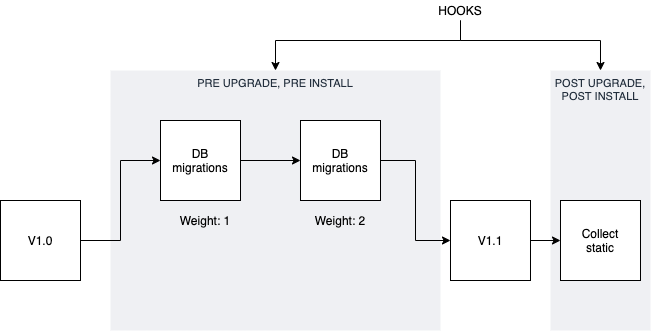 HOOKS
PRE UPGRADE, PRE INSTALL
POST UPGRADE,
POST INSTALL
DB
migrations
DB
migrations
Weight: 1
Weight: 2
V1.0
V1.1
Collect
static